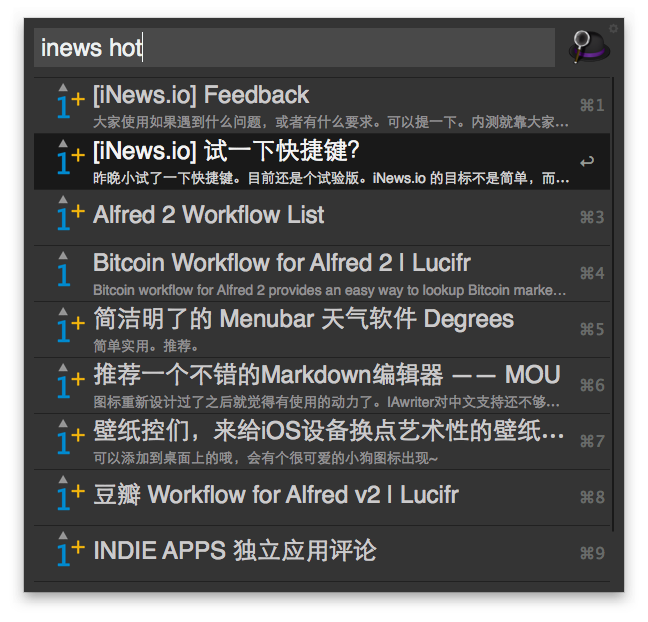 inews hot
[iNews.io] Feedback
大家使用如果遇到什么问题，或者有什么要求。可以提一下。内测就靠大家…
⌘1
1+
[iNews.io] 试一下快捷键?
昨晚小试了一下快捷键。目前还是个试验版。iNews.io 的目标不是简单，而…
↩
1+
Alfred 2 Workflow List
⌘3
1+
Bitcoin Workflow for Alfred 2 | Lucifr
Bitcoin workflow for Alfred 2 provides an easy way to lookup Bitcoin marke…
⌘4
1
简洁明了的 Menubar 天气软件 Degrees
简单实用。推荐。
⌘5
1+
推荐一个不错的Markdown编辑器 —— MOU
图标重新设计过了之后就觉得有使用的动力了。IAwriter对中文支持还不够…
⌘6
1+
壁纸控们，来给iOS设备换点艺术性的壁纸…
可以添加到桌面上的哦，会有个很可爱的小狗图标出现~
⌘7
1+
豆瓣 Workflow for Alfred v2 | Lucifr
⌘8
1+
INDIE APPS 独立应用评论
⌘9
1+